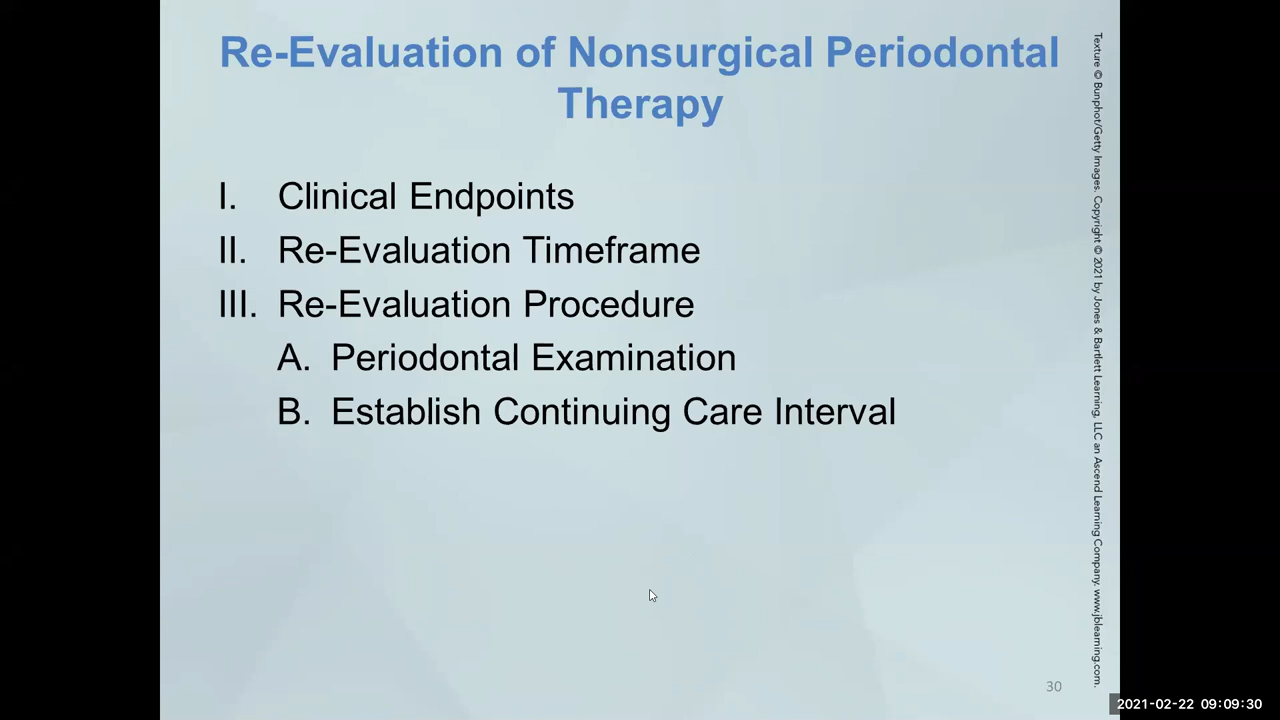 Re-Evaluation of Nonsurgical Periodontal
Therapy
I. Clinical Endpoints
II. Re-Evaluation Timeframe
III. Re-Evaluation Procedure
A. Periodontal Examination
B. Establish Continuing Care Interval
Texture © Bunphot/Getty Images. Copyright © 2021 by Jones & Bartlett Learning, LLC an Ascend Learning Company. www.jblearning.com.
30
2021-02-22 09:09:30